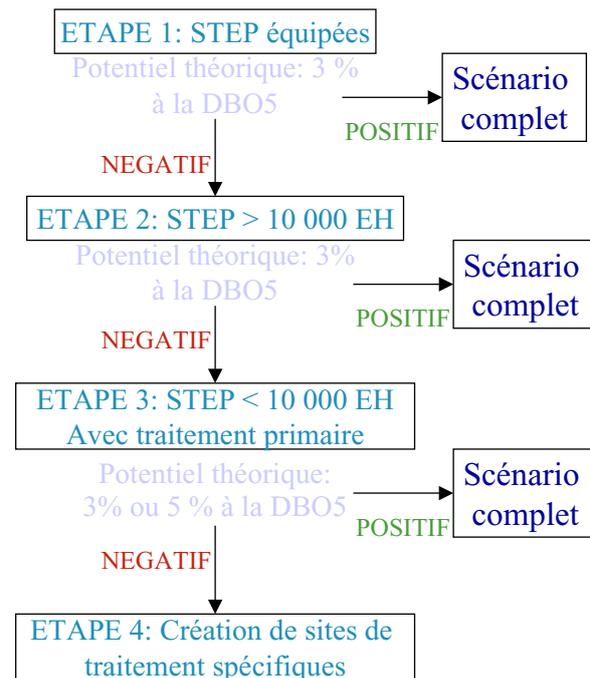 ETAPE 1: STEP équipées
Potentiel théorique: 3 %
à la DBO5
Scénario
complet
POSITIF
NEGATIF
ETAPE 2: STEP > 10 000 EH
Potentiel théorique: 3%
à la DBO5
Scénario
complet
POSITIF
NEGATIF
ETAPE 3: STEP < 10 000 EH
Avec traitement primaire
Potentiel théorique:
3% ou 5 % à la DBO5
Scénario
complet
POSITIF
NEGATIF
ETAPE 4: Création de sites de
traitement spécifiques